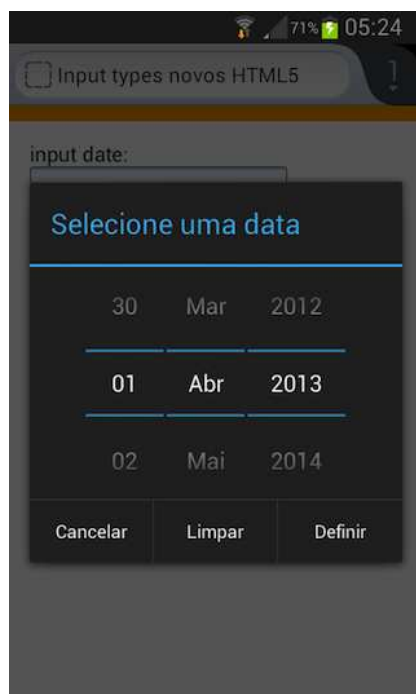 71% 05:24
Input types novos HTML5 1
input date:
Selecione uma data
30 Mar 2012
01 Abr 2013
02 Mai 2014
Cancelar Limpar Definir